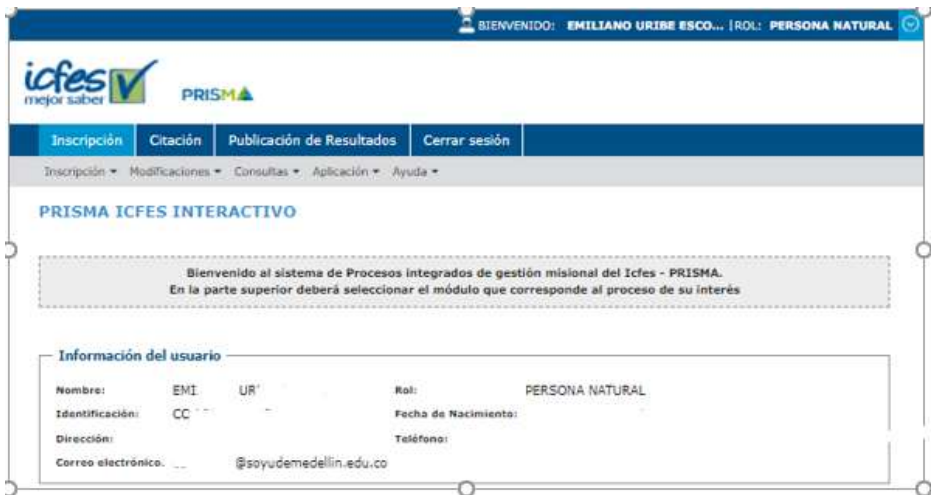 BIENVENIDO: EMILIANO URIBE ESCO... |ROL: PERSONA NATURAL
icfes
mejor saber
PRISMA
Inscripción Citación Publicación de Resultados Cerrar sesión
Inscripción Modificaciones Consultas Aplicación Ayuda
PRISMA ICFES INTERACTIVO
Bienvenido al sistema de Procesos integrados de gestión misional del Icfes - PRISMA.
En la parte superior deberá seleccionar el módulo que corresponde al proceso de su interés
Información del usuario
Nombre: EMI UR Rol: PERSONA NATURAL
Identificación: CC Fecha de Nacimiento:
Dirección: Teléfono:
Correo electrónico. @soyudemedellin.edu.co